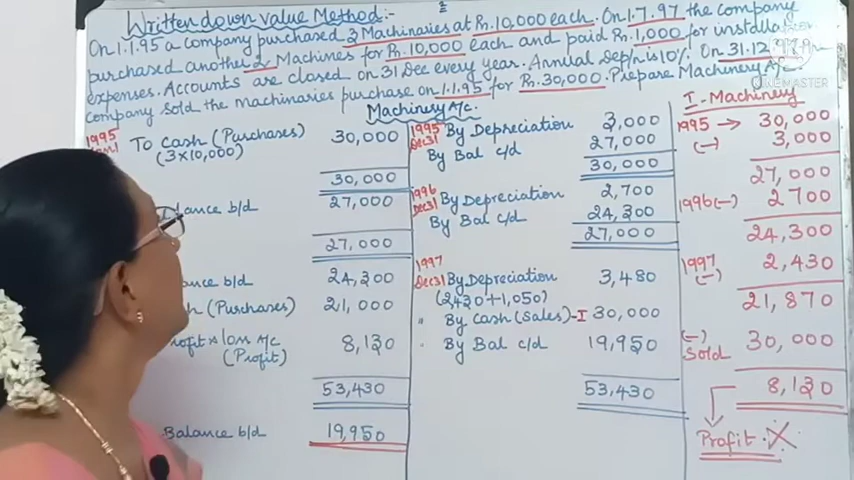 Written down value Method:-
On 1.1.95 a company purchased 3 Machinaries at Rs.10,000 each. On 1.7.97 the company
purchased another 2 Machines for Rs.10,000 each and paid Rs.1,000 for installation
expenses. Accounts are closed on 31 Dec every year. Annual depr/n is 10%. On 31.12.97
company sold the machinaries purchase on 1.1.95 for Rs.30,000. Prepare Machinery A/c
Machinery A/c.
I - Machinery
1995
To Cash (Purchases) 30,000
(3×10,000)
30,000
Balance b/d 27,000
27,000
Balance b/d 24,300
(Purchases) 21,000
Profit & loss A/c 8,130
(Profit)
53,430
Balance b/d 19,950
1995
Dec31 By Depreciation 3,000
By Bal c/d 27,000
30,000
1996
Dec31 By Depreciation 2,700
By Bal c/d 24,300
27,000
1997
Dec31 By Depreciation 3,480
(2430+1,050)
By Cash (Sales)-I 30,000
By Bal c/d 19,950
53,430
1995 → 30,000
(-) 3,000
27,000
1996 (-) 2700
24,300
1997 (-) 2,430
21,870
(-) Sold 30,000
8,130
Profit. X